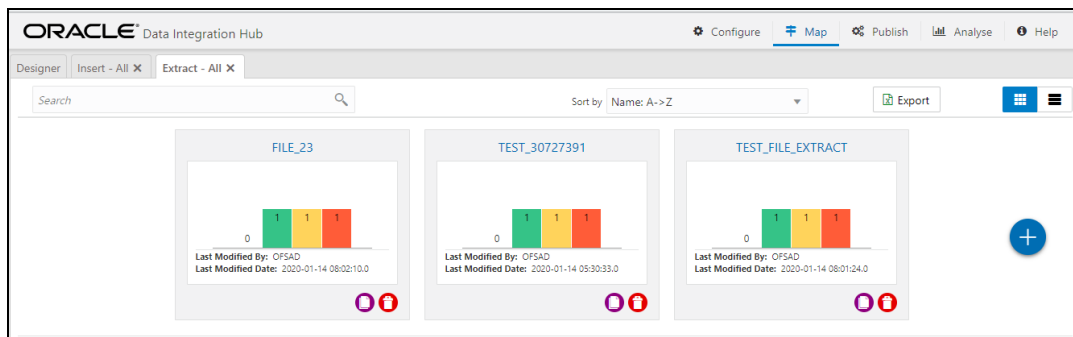 ORACLE® Data Integration Hub
Configure Map Publish Analyse Help
Designer Insert - All X Extract - All X
Search Sort by Name: A->Z Export
FILE_23 TEST_30727391 TEST_FILE_EXTRACT
0 1 1 1 0 1 1 1 0 1 1 1
Last Modified By: OFSAD Last Modified By: OFSAD Last Modified By: OFSAD
Last Modified Date: 2020-01-14 08:02:10.0 Last Modified Date: 2020-01-14 05:30:33.0 Last Modified Date: 2020-01-14 08:01:24.0